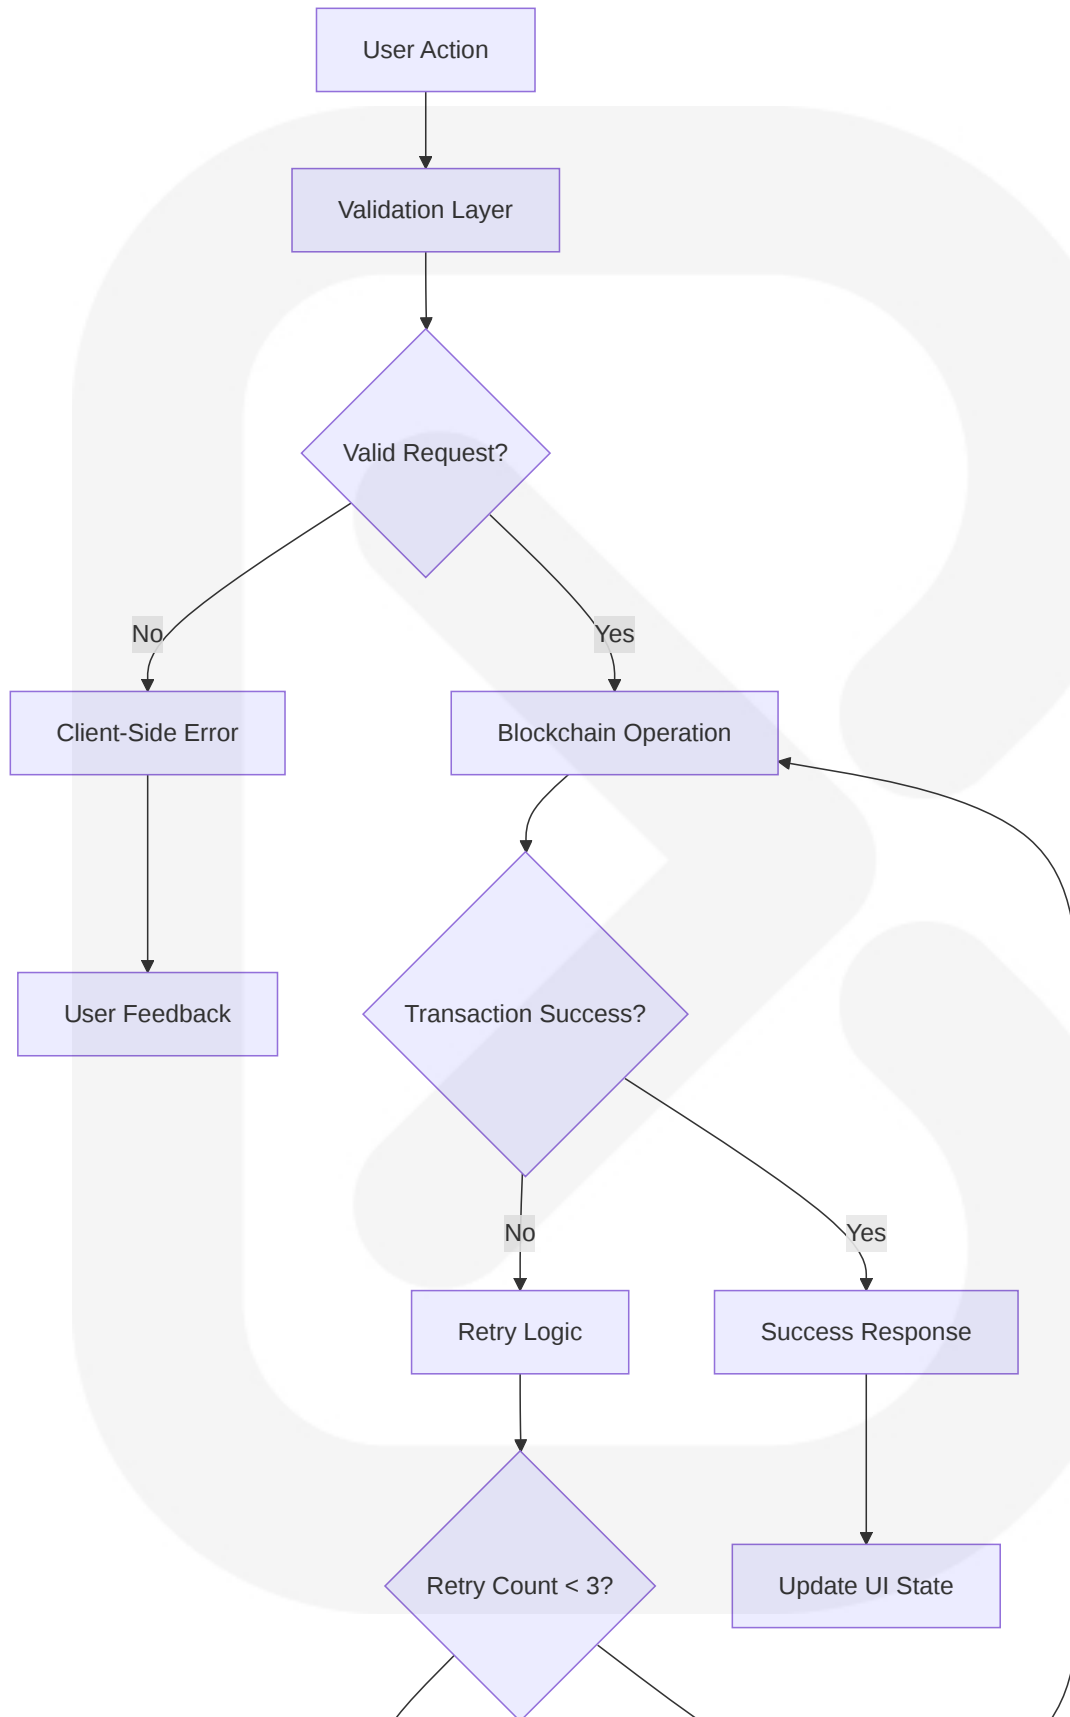 User Action
Validation Layer
Valid Request?
No
Yes
Client-Side Error
Blockchain Operation
User Feedback
Transaction Success?
No
Yes
Retry Logic
Success Response
Retry Count < 3?
Update UI State